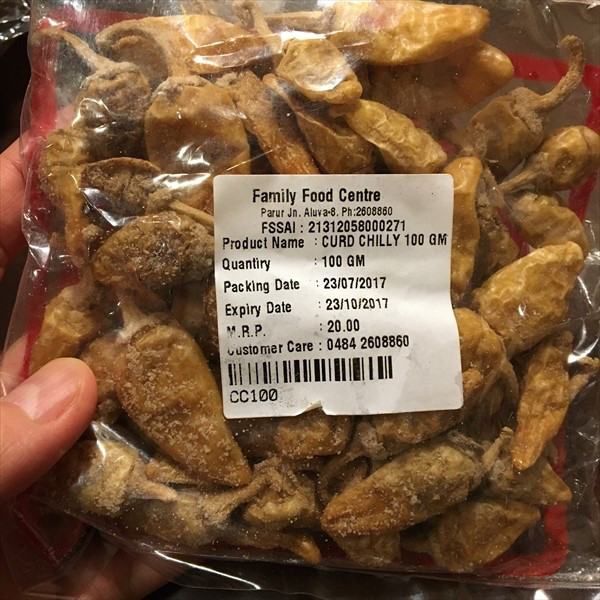 Family Food Centre
Parur Jn. Aluva-8. Ph:2608860
FSSAI : 21312058000271
Product Name : CURD CHILLY 100 GM
Quantiry : 100 GM
Packing Date : 23/07/2017
Expiry Date : 23/10/2017
M.R.P. : 20.00
Customer Care : 0484 2608860
CC100